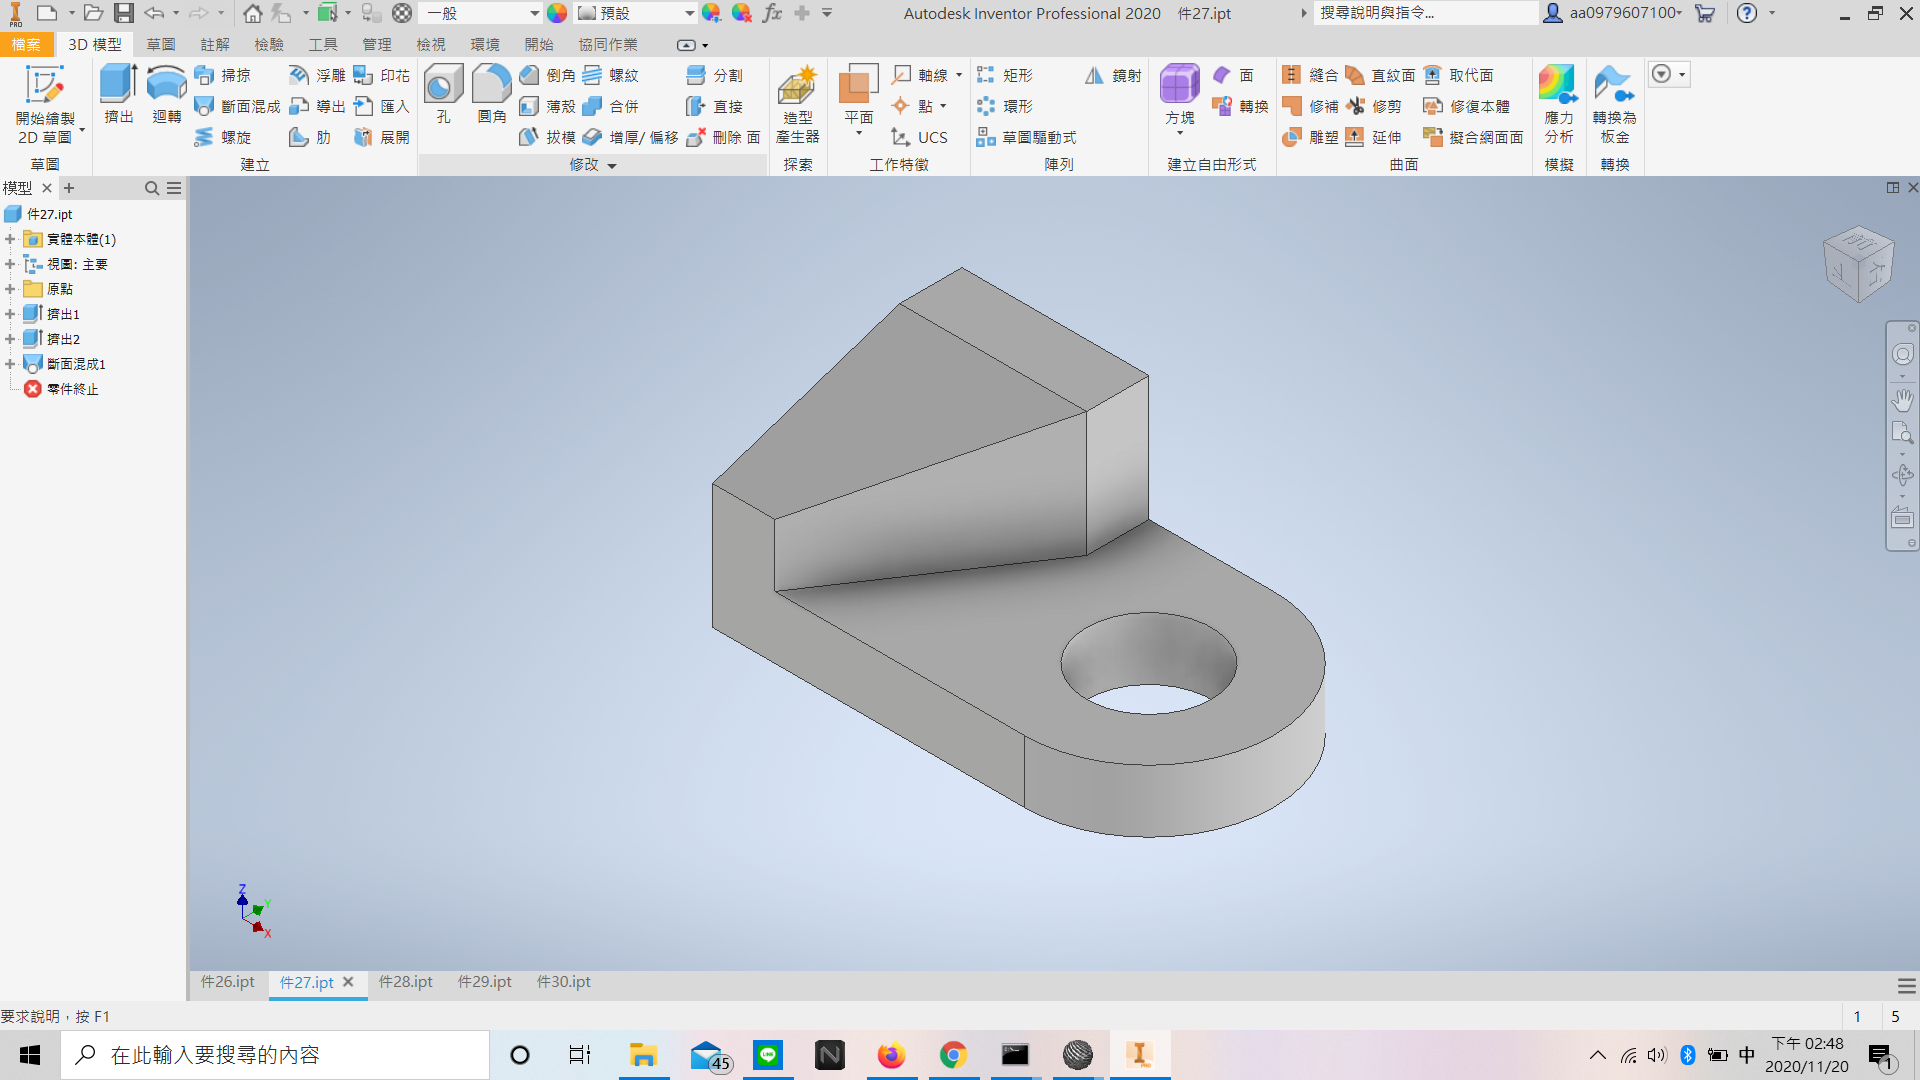 PRO
一般
預設
fx
Autodesk Inventor Professional 2020 件27.ipt
搜尋說明與指令...
aa0979607100
?
檔案 3D 模型 草圖 註解 檢驗 工具 管理 檢視 環境 開始 協同作業
開始繪製
2D 草圖
草圖
擠出
迴轉
掃掠
斷面混成
螺旋
浮雕
導出
肋
印花
匯入
展開
建立
孔
圓角
倒角
薄殼
拔模
螺紋
合併
增厚/ 偏移
分割
直接
刪除 面
修改
造型
產生器
探索
平面
軸線
點
UCS
工作特徵
矩形
環形
草圖驅動式
鏡射
陣列
方塊
面
轉換
建立自由形式
縫合
修補
雕塑
直紋面
修剪
延伸
取代面
修復本體
擬合網面面
曲面
應力
分析
模擬
轉換為
板金
轉換
模型
件27.ipt
實體本體(1)
視圖: 主要
原點
擠出1
擠出2
斷面混成1
零件終止
Z
Y
X
件26.ipt 件27.ipt 件28.ipt 件29.ipt 件30.ipt
要求說明，按 F1
1 5
在此輸入要搜尋的內容
45
LINE
N
I
PRO
中
下午 02:48
2020/11/20
1